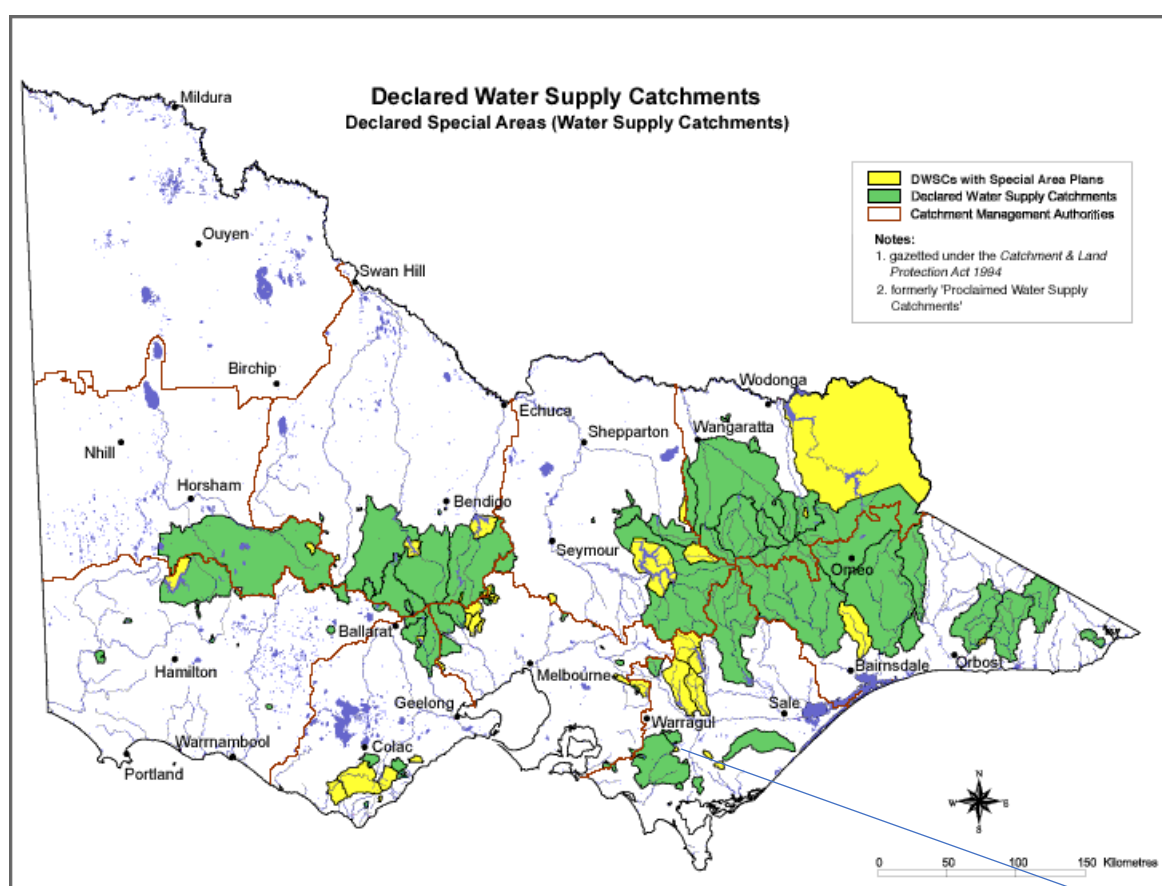 Declared Water Supply Catchments
Declared Special Areas (Water Supply Catchments)
Mildura
DWSCs with Special Area Plans
Declared Water Supply Catchments
Catchment Management Authorities
Notes:
1. gazetted under the Catchment & Land
Protection Act 1994
2. formerly 'Proclaimed Water Supply
Catchments'
Ouyen
Swan Hill
Birchip
Wodonga
Echuca
Wangaratta
Shepparton
Nhill
Horsham
Bendigo
Seymour
Omeo
Ballarat
Hamilton
Melbourne
Bairnsdale
Orbost
Geelong
Sale
Warragul
Warrnambool
Colac
Portland
N
W
E
S
0 50 100 150 Kilometres